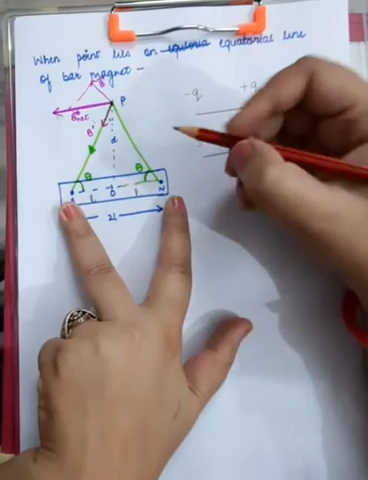 When point lies on equatorial line
of bar magnet -
-q +q
B
P
Bnet
B
d
θ θ
S l O l N
2l